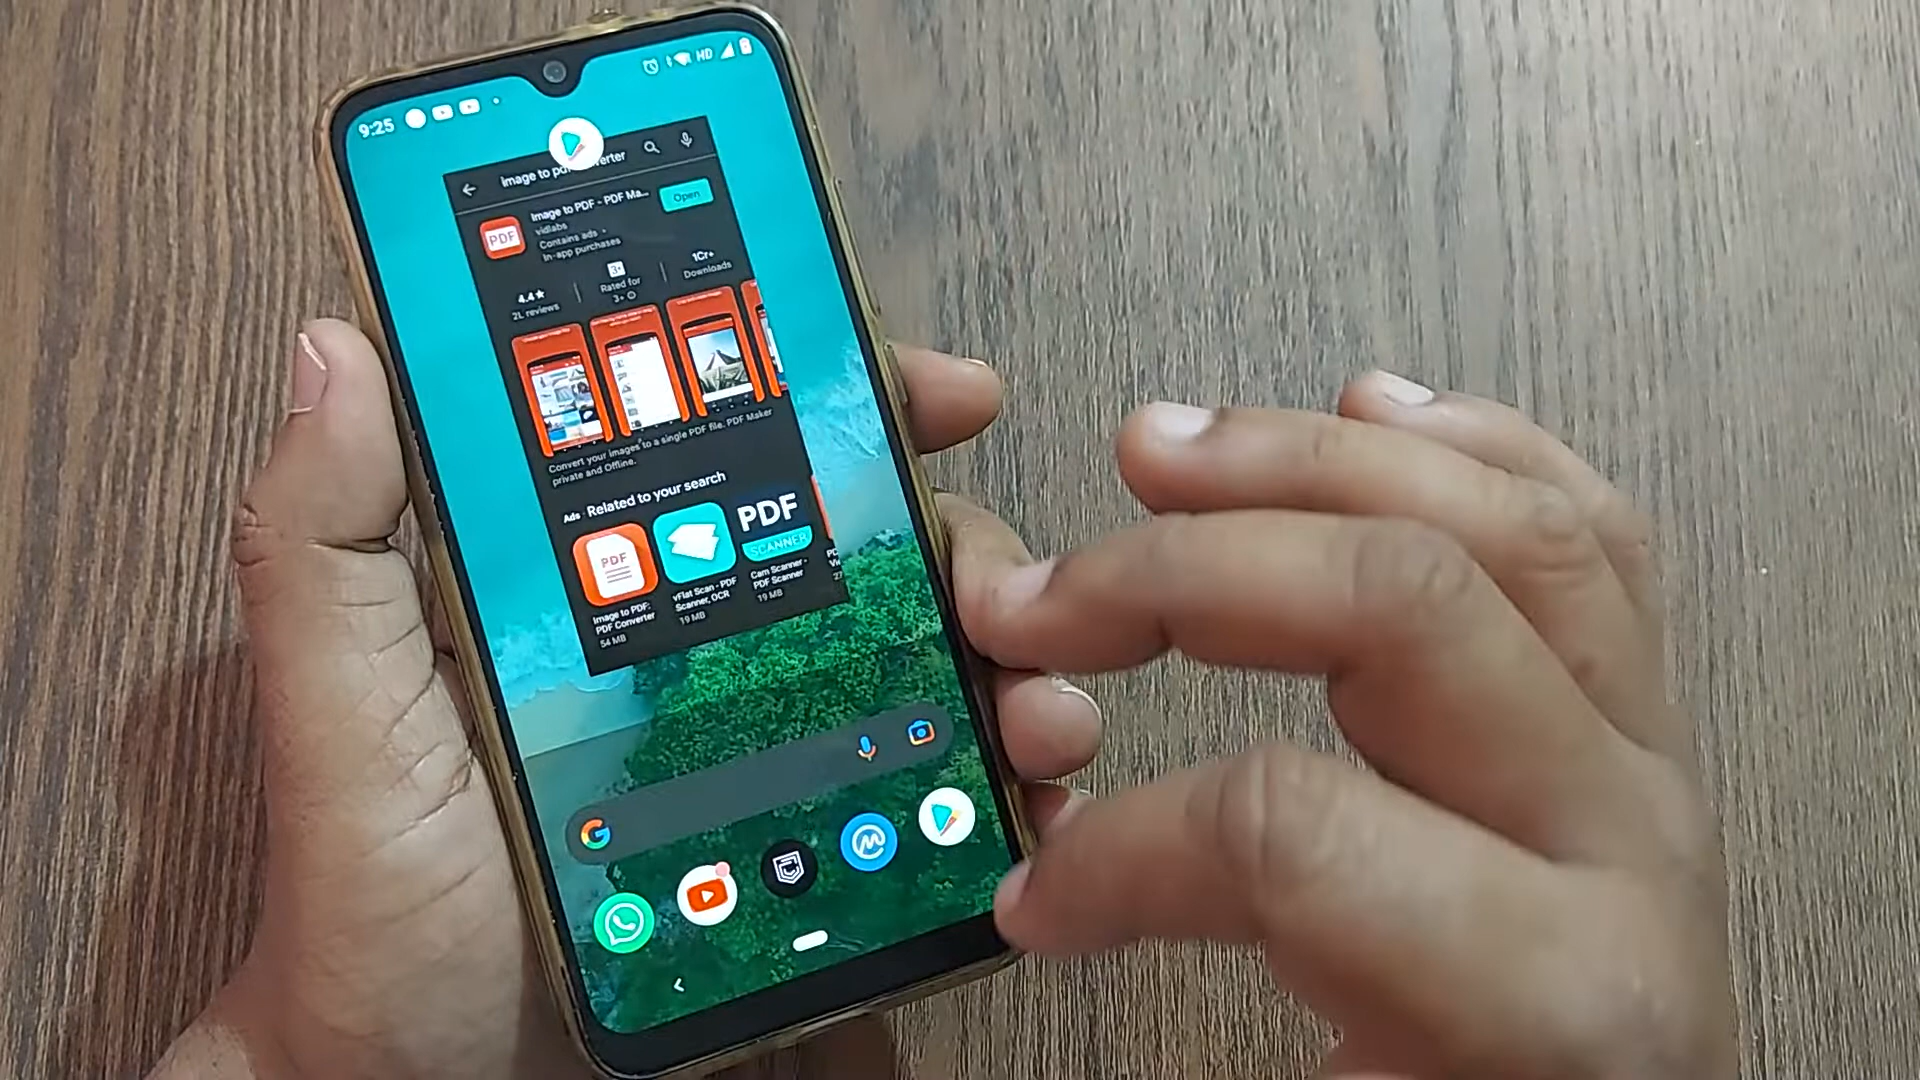 9:25
HD
image to pdf
erter
Image to PDF - PDF Ma...
vidlabs
Contains ads •
In-app purchases
Open
PDF
4.4★
2L reviews
3+
Rated for
3+
1Cr+
Downloads
Convert your images to a single PDF file. PDF Maker
private and Offline.
Ads · Related to your search
PDF
PDF
SCANNER
Image to PDF:
PDF Converter
54 MB
vFlat Scan - PDF
Scanner, OCR
19 MB
Cam Scanner -
PDF Scanner
19 MB